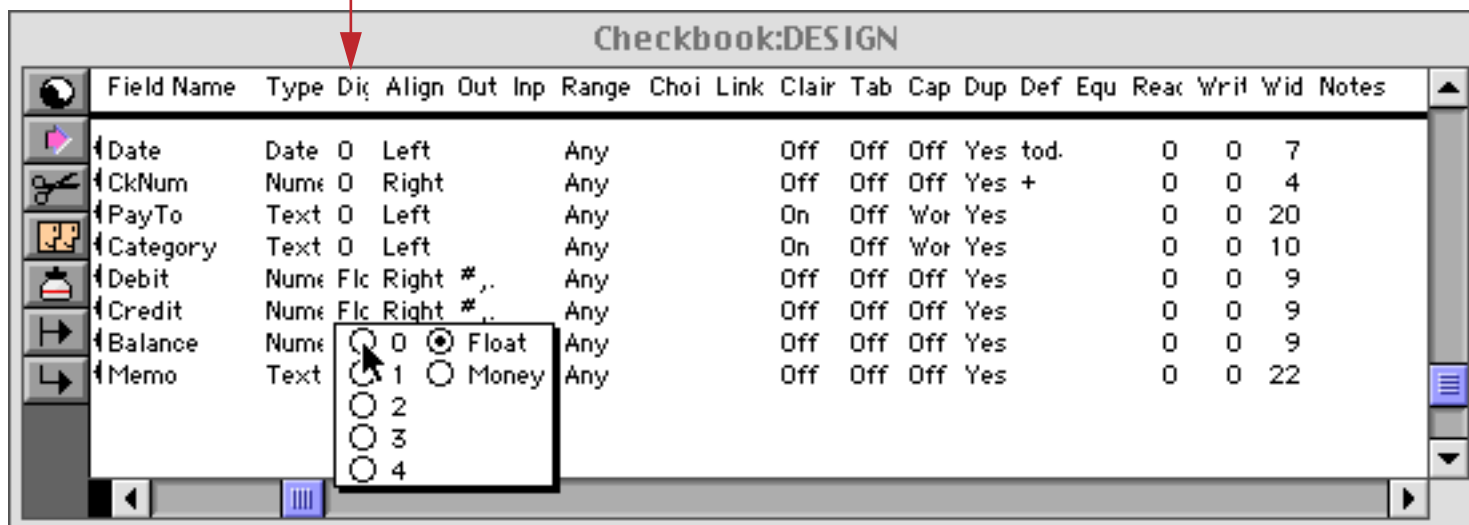 Checkbook:DESIGN
Field Name Type Dig Align Out Inp Range Choi Link Clair Tab Cap Dup Def Equ Reac Writ Wid Notes
Date Date 0 Left Any Off Off Off Yes tod. 0 0 7
CkNum Nume 0 Right Any Off Off Off Yes + 0 0 4
PayTo Text 0 Left Any On Off Wor Yes 0 0 20
Category Text 0 Left Any On Off Wor Yes 0 0 10
Debit Nume Flc Right #,. Any Off Off Off Yes 0 0 9
Credit Nume Flc Right #,. Any Off Off Off Yes 0 0 9
Balance Nume 0 Float Any Off Off Off Yes 0 0 9
Memo Text 1 Money Any Off Off Off Yes 0 0 22
2
3
4